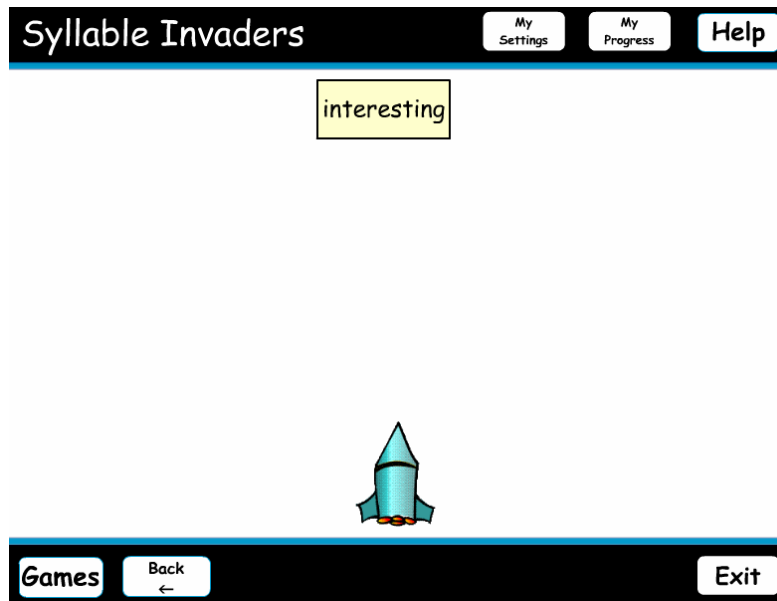 Syllable Invaders
My
Settings
My
Progress
Help
interesting
Games
Back
←
Exit